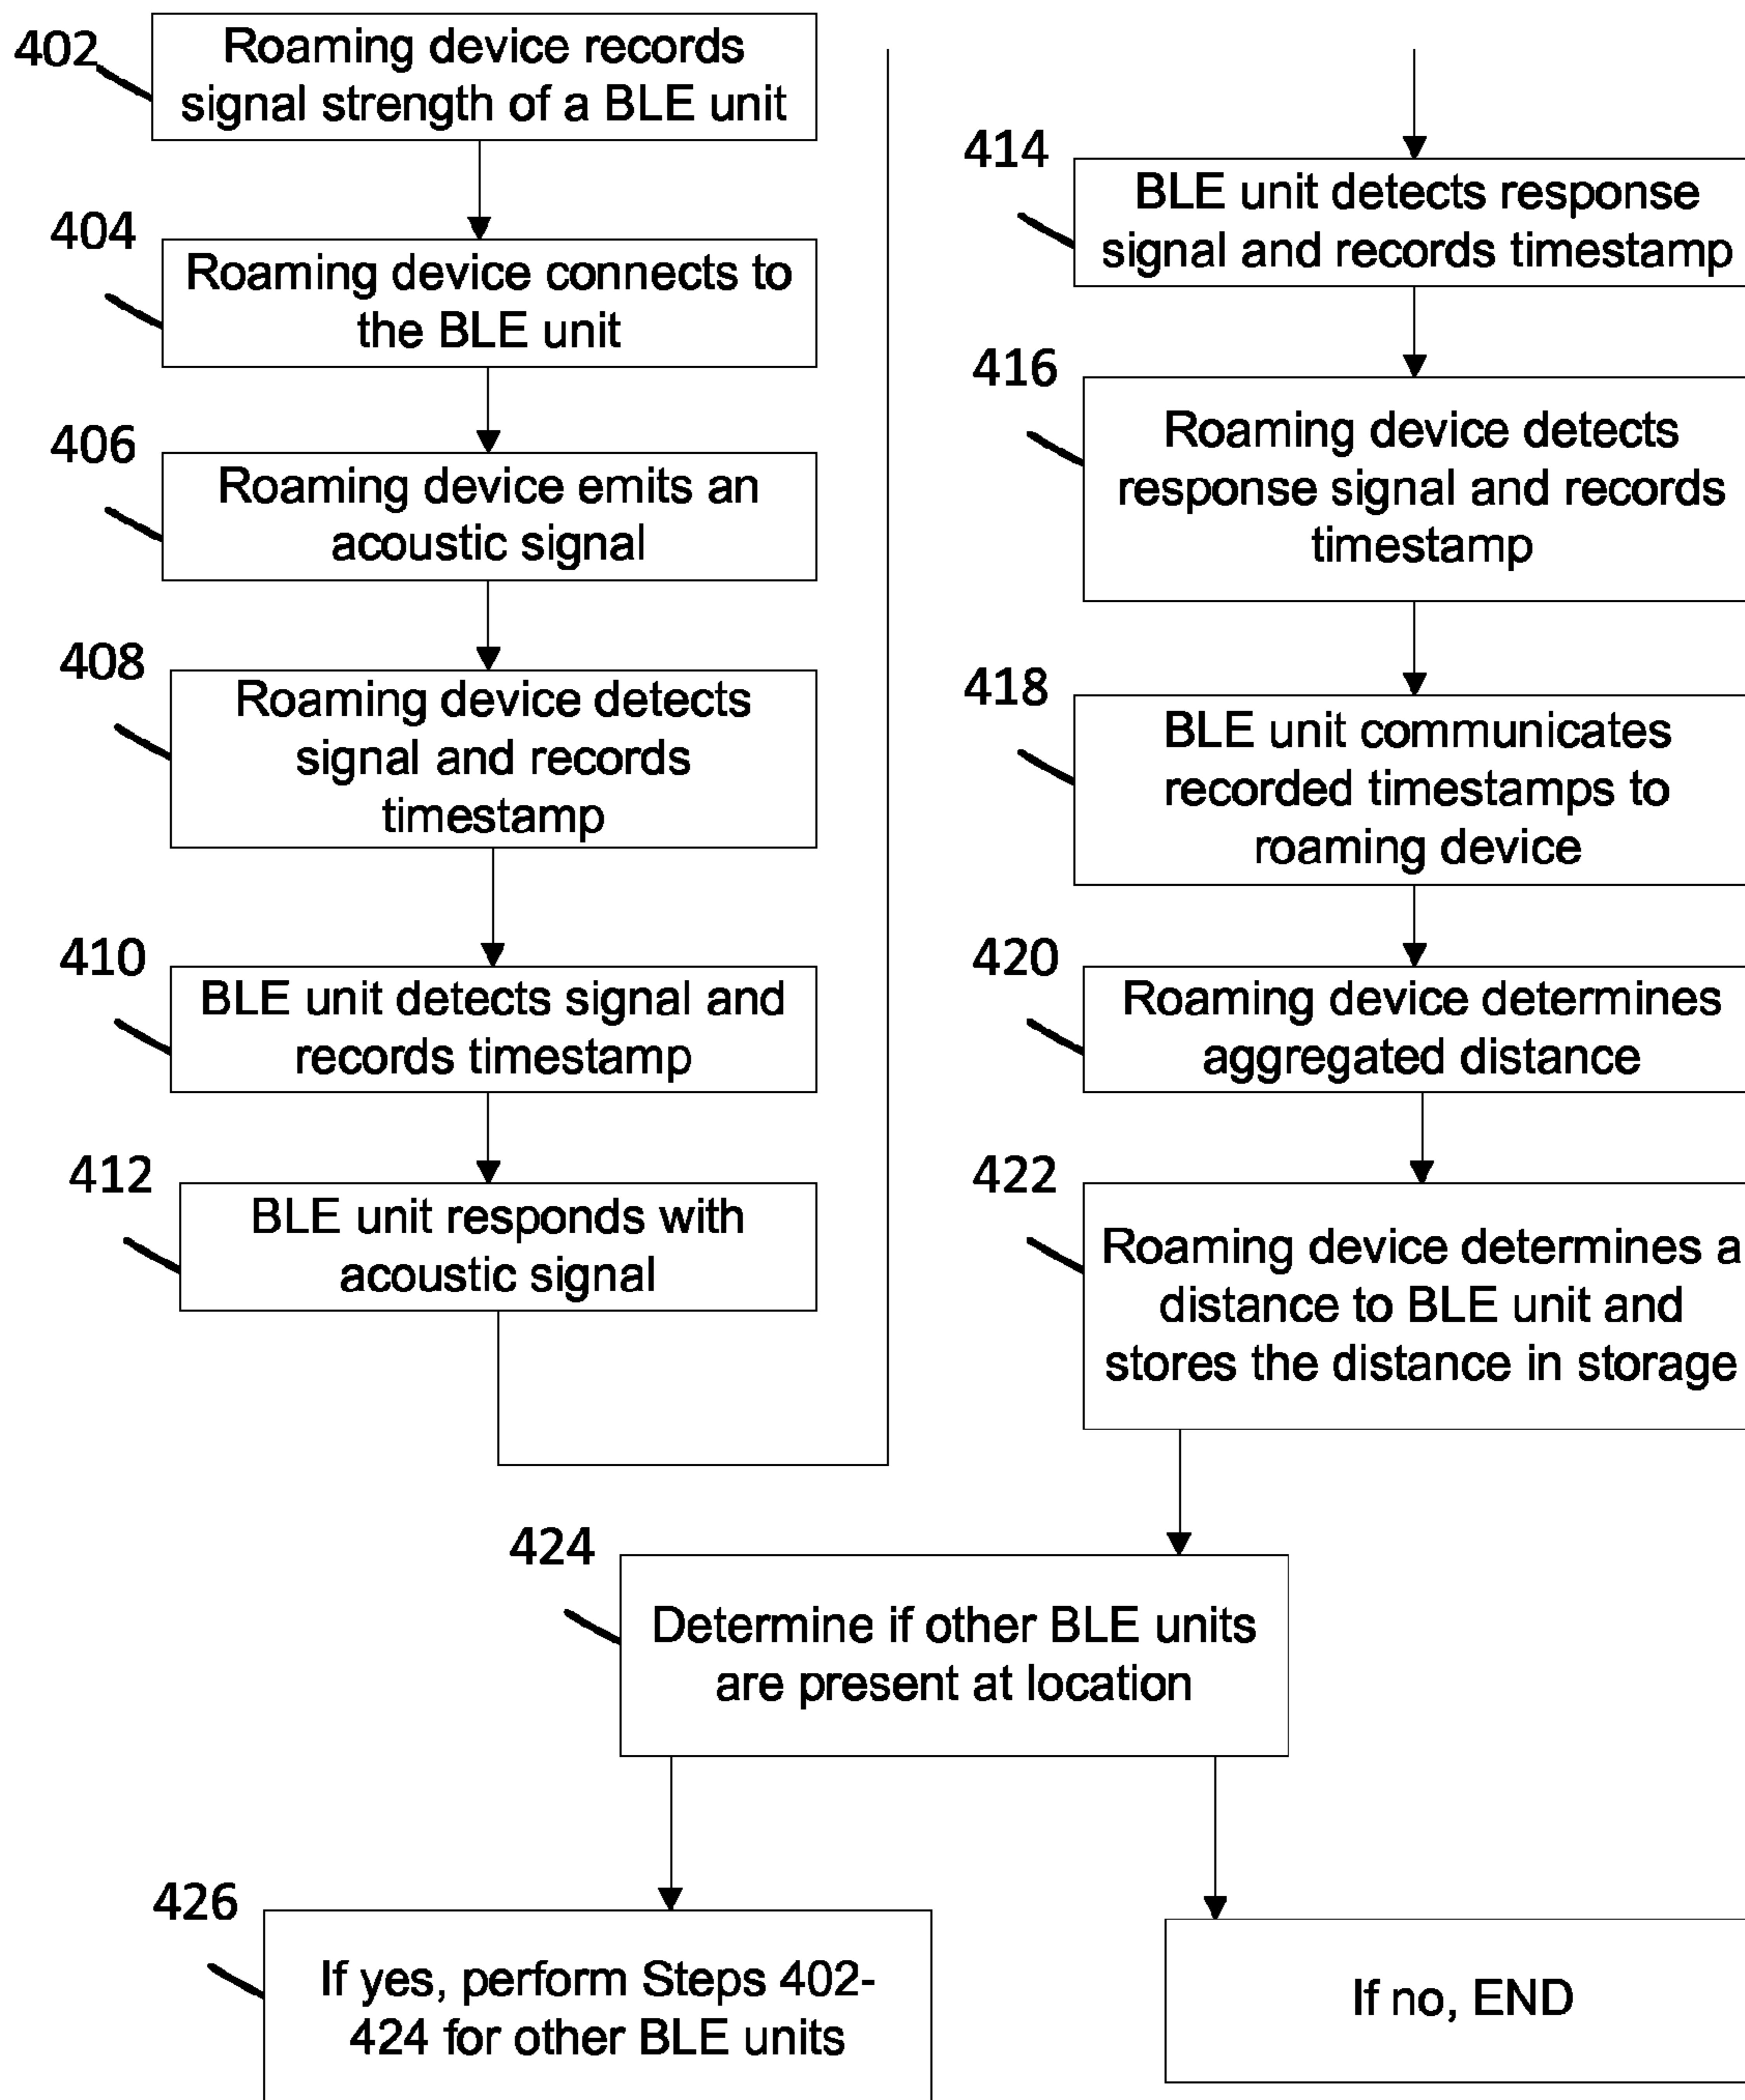 402
Roaming device records
signal strength of a BLE unit
404
Roaming device connects to
the BLE unit
406
Roaming device emits an
acoustic signal
408
Roaming device detects
signal and records
timestamp
410
BLE unit detects signal and
records timestamp
412
BLE unit responds with
acoustic signal
414
BLE unit detects response
signal and records timestamp
416
Roaming device detects
response signal and records
timestamp
418
BLE unit communicates
recorded timestamps to
roaming device
420
Roaming device determines
aggregated distance
422
Roaming device determines a
distance to BLE unit and
stores the distance in storage
424
Determine if other BLE units
are present at location
426
If yes, perform Steps 402-
424 for other BLE units
If no, END